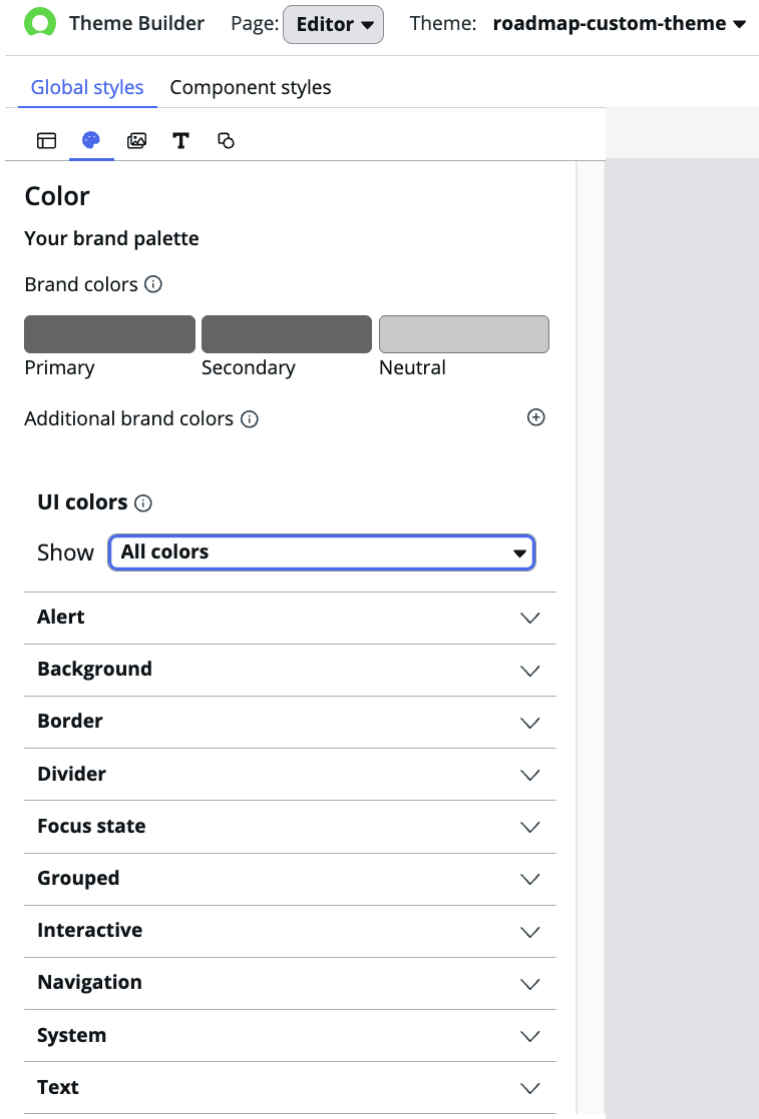 Theme Builder Page: Editor Theme: roadmap-custom-theme
Global styles Component styles
T
Color
Your brand palette
Brand colors
Primary Secondary Neutral
Additional brand colors
UI colors
Show All colors
Alert
Background
Border
Divider
Focus state
Grouped
Interactive
Navigation
System
Text